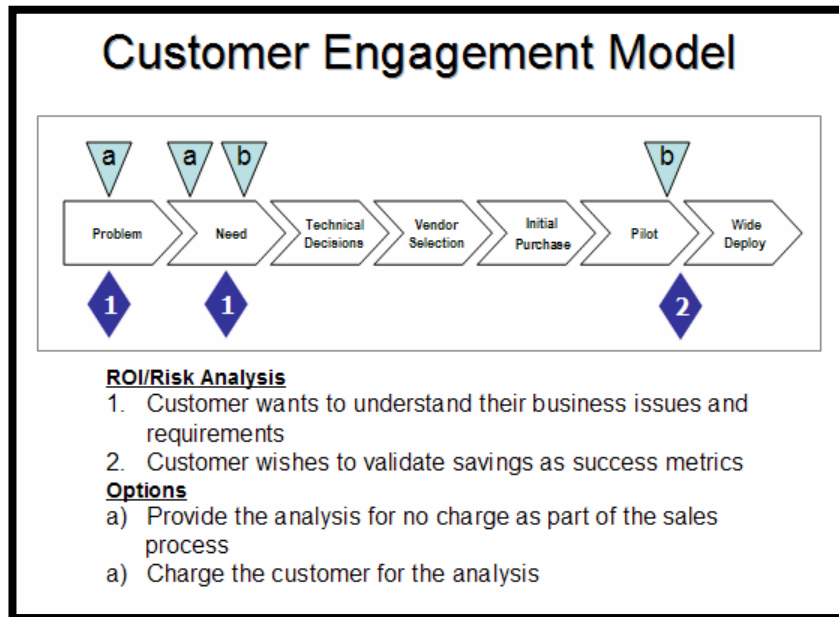 Customer Engagement Model
a a b b
Problem
Need
Technical
Decisions
Vendor
Selection
Initial
Purchase
Pilot
Wide
Deploy
1 1 2
ROI/Risk Analysis
1. Customer wants to understand their business issues and
requirements
2. Customer wishes to validate savings as success metrics
Options
a) Provide the analysis for no charge as part of the sales
process
a) Charge the customer for the analysis